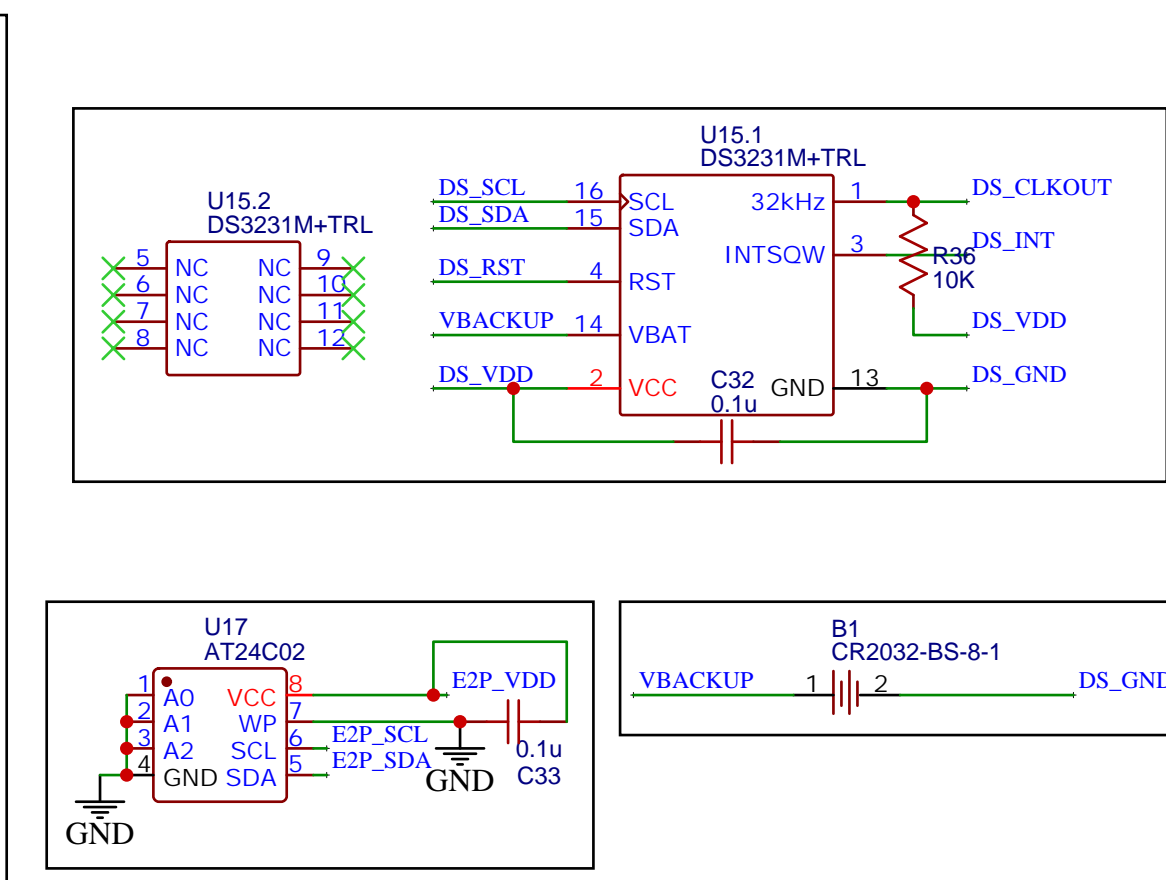 U15.1
DS3231M+TRL
DS_SCL 16 SCL 32kHz 1 DS_CLKOUT
DS_SDA 15 SDA
INTSQW 3 DS_INT
R36
10K
DS_RST 4 RST
VBACKUP 14 VBAT DS_VDD
DS_VDD 2 VCC C32 GND 13 DS_GND
0.1u
U15.2
DS3231M+TRL
5 NC NC 9
6 NC NC 10
7 NC NC 11
8 NC NC 12
U17
AT24C02
1 A0 VCC 8 E2P_VDD
2 A1 WP 7
3 A2 SCL 6 E2P_SCL
4 GND SDA 5 E2P_SDA
0.1u
C33
GND
GND
B1
CR2032-BS-8-1
VBACKUP 1 2 DS_GND